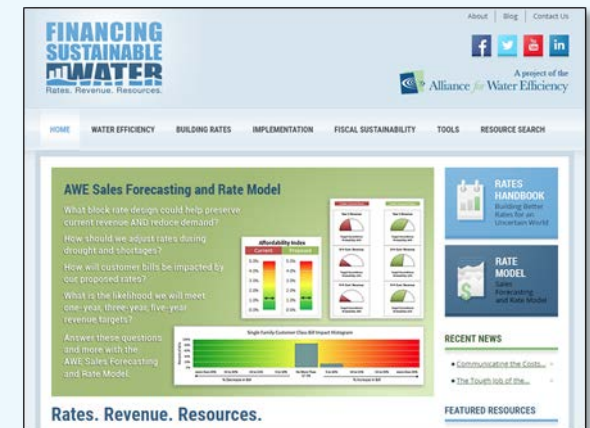 About | Blog | Contact Us
FINANCING
SUSTAINABLE
WATER
Rates. Revenue. Resources.
A project of the
Alliance for Water Efficiency
HOME WATER EFFICIENCY BUILDING RATES IMPLEMENTATION FISCAL SUSTAINABILITY TOOLS RESOURCE SEARCH
AWE Sales Forecasting and Rate Model
What block rate design could help preserve
current revenue AND reduce demand?
How should we adjust rates during
drought and shortages?
How will customer bills be impacted by
our proposed rates?
What is the likelihood we will meet
one-year, three-year, five-year
revenue targets?
Answer these questions
and more with the
AWE Sales Forecasting
and Rate Model.
Affordability Index
Current Proposed
Single Family Customer Class Bill Impact Histogram
% Decrease in Bill % Increase in Bill
RATES
HANDBOOK
Building Better
Rates for an
Uncertain World
RATE
MODEL
Sales
Forecasting
and Rate Model
RECENT NEWS
Communicating the Costs...
The Tough Job of the...
FEATURED RESOURCES
Rates. Revenue. Resources.